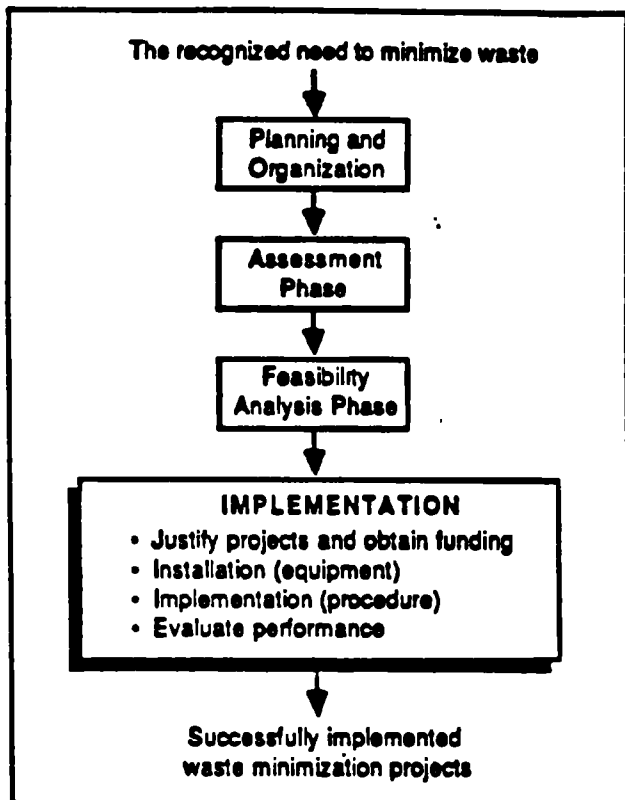 The recognized need to minimize waste
Planning and
Organization
Assessment
Phase
Feasibility
Analysis Phase
IMPLEMENTATION
• Justify projects and obtain funding
• Installation (equipment)
• Implementation (procedure)
• Evaluate performance
Successfully implemented
waste minimization projects